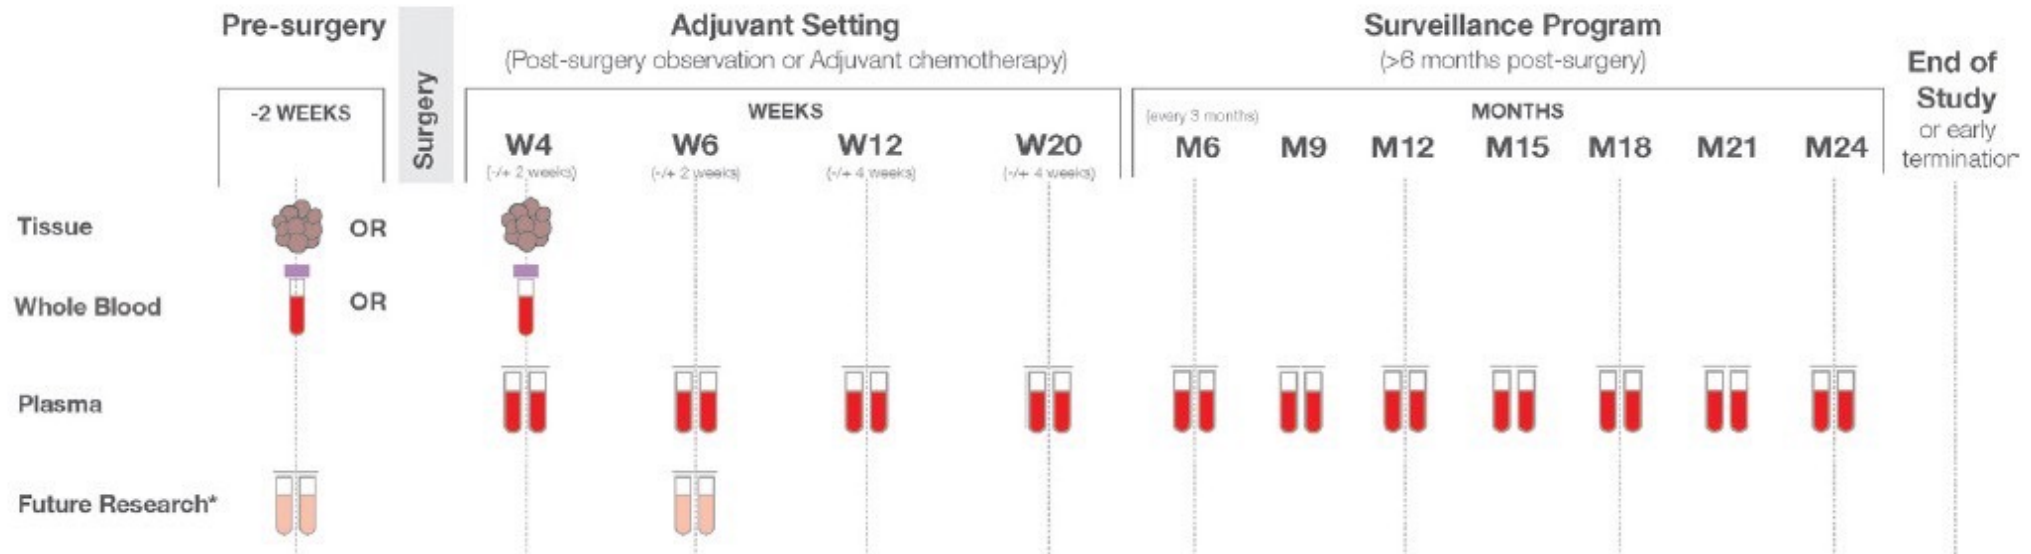 Pre-surgery
Surgery
Adjuvant Setting
(Post-surgery observation or Adjuvant chemotherapy)
Surveillance Program
(>6 months post-surgery)
End of
Study
or early
termination
-2 WEEKS
WEEKS
W4 W6 W12 W20
(-/+ 2 weeks) (-/+ 2 weeks) (-/+ 4 weeks) (-/+ 4 weeks)
(every 3 months) MONTHS
M6 M9 M12 M15 M18 M21 M24
Tissue OR
Whole Blood OR
Plasma
Future Research*